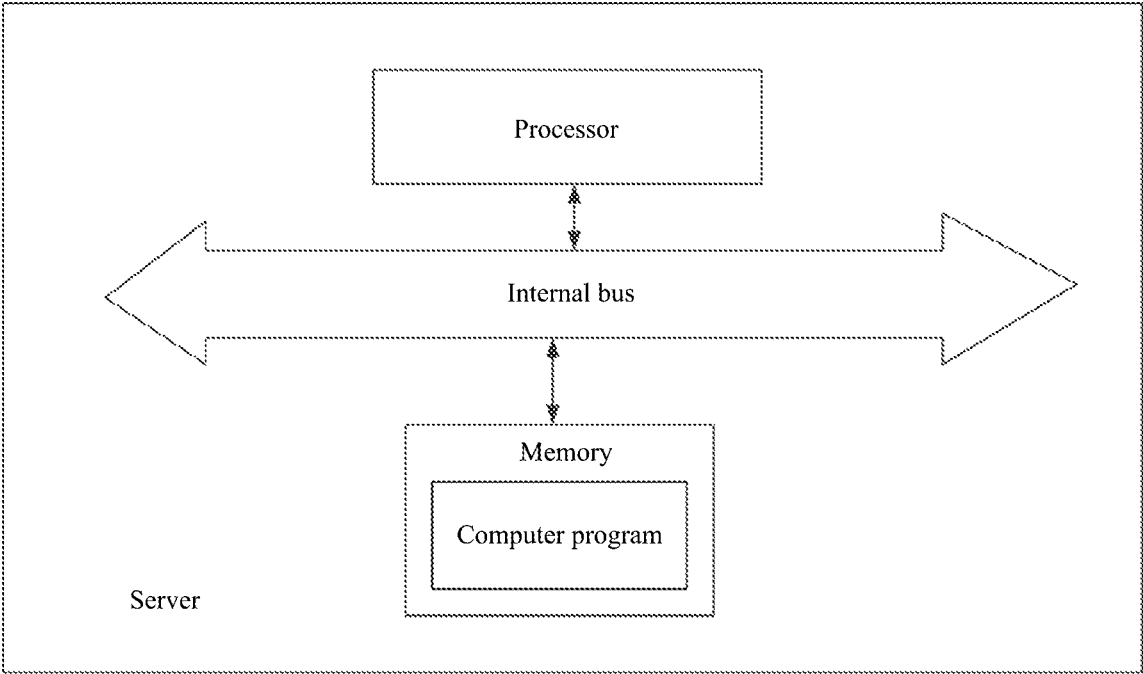 Processor
Internal bus
Memory
Computer program
Server